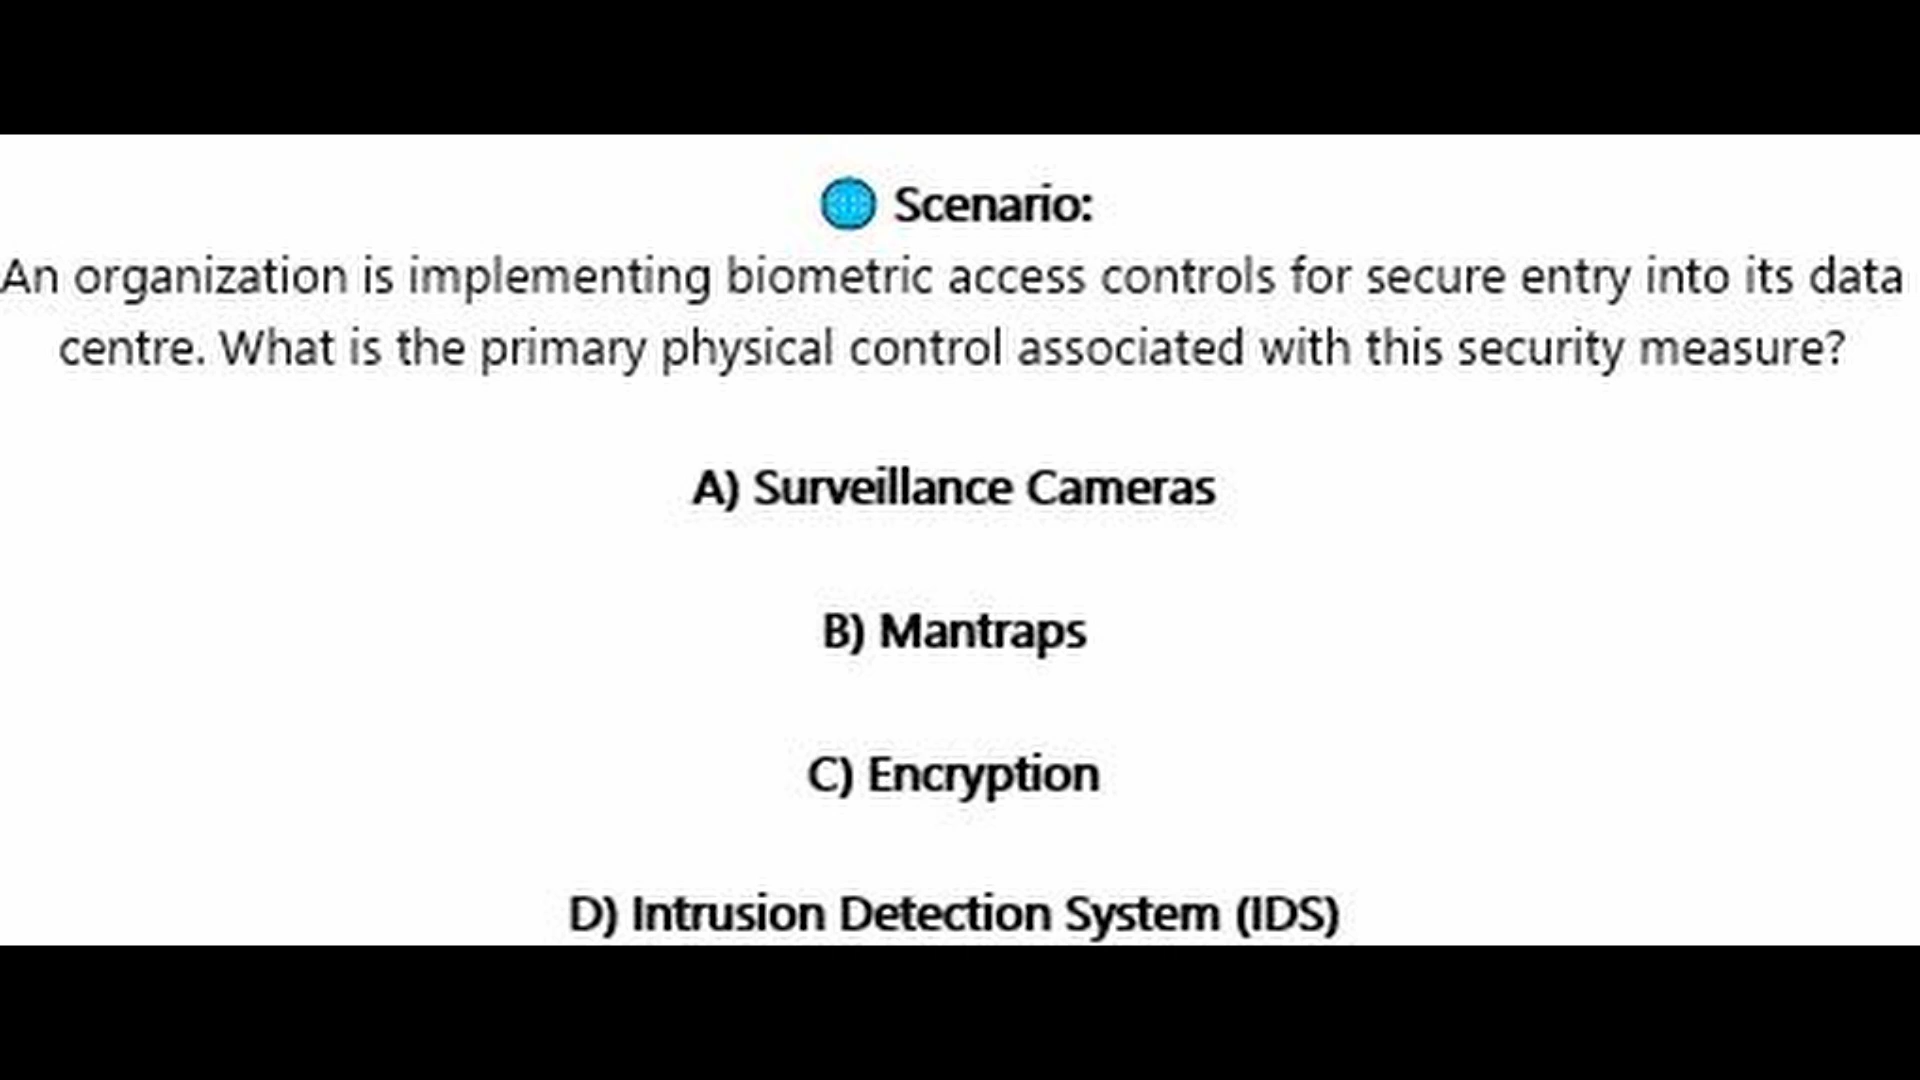 Scenario:
An organization is implementing biometric access controls for secure entry into its data
centre. What is the primary physical control associated with this security measure?
A) Surveillance Cameras
B) Mantraps
C) Encryption
D) Intrusion Detection System (IDS)